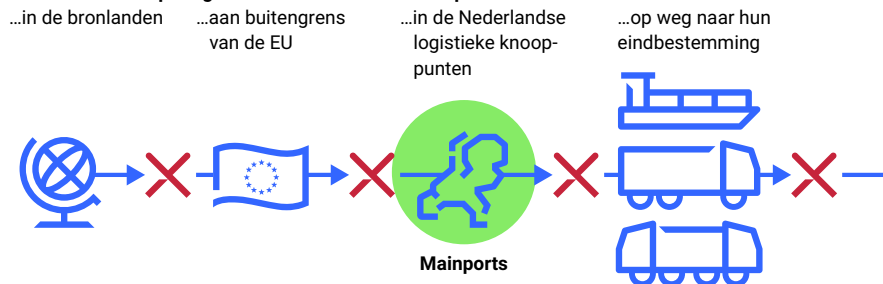 …in de bronlanden
…aan buitengrens
van de EU
…in de Nederlandse
logistieke knoop-
punten
…op weg naar hun
eindbestemming
Mainports